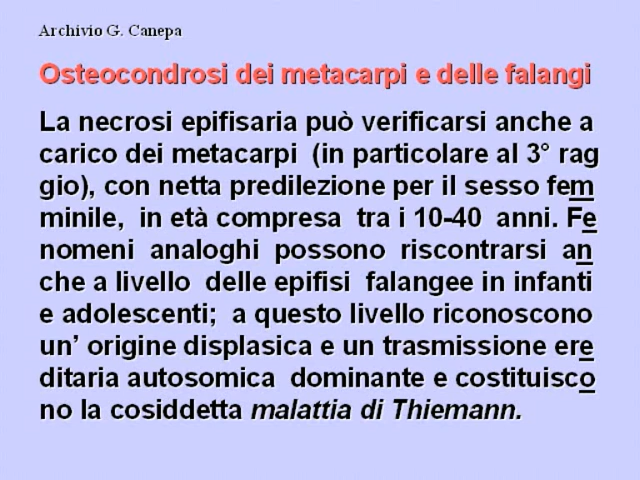 Archivio G. Canepa
Osteocondrosi dei metacarpi e delle falangi
La necrosi epifisaria può verificarsi anche a
carico dei metacarpi (in particolare al 3° rag
gio), con netta predilezione per il sesso fem
minile, in età compresa tra i 10-40 anni. Fe
nomeni analoghi possono riscontrarsi an
che a livello delle epifisi falangee in infanti
e adolescenti; a questo livello riconoscono
un’ origine displasica e un trasmissione ere
ditaria autosomica dominante e costituisco
no la cosiddetta malattia di Thiemann.